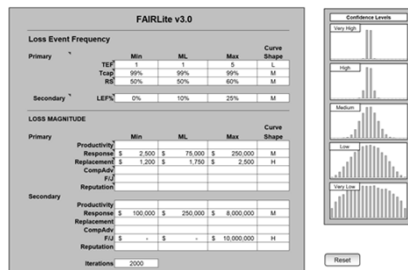 FAIRLite v3.0
Loss Event Frequency
Curve
Primary Min ML Max Shape
TEF 1 1 5 L
Tcap 99% 99% 99% M
RS 50% 50% 60% M
Secondary LEF% 0% 10% 25% M
LOSS MAGNITUDE
Curve
Primary Min ML Max Shape
Productivity
Response $ 2,500 $ 75,000 $ 250,000 M
Replacement $ 1,200 $ 1,750 $ 2,500 H
CompAdv
F/J
Reputation
Secondary
Productivity
Response $ 100,000 $ 250,000 $ 8,000,000 M
Replacement
CompAdv
F/J $ - $ - $ 10,000,000 H
Reputation
Iterations 2000
Confidence Levels
Very High
High
Medium
Low
Very Low
Reset